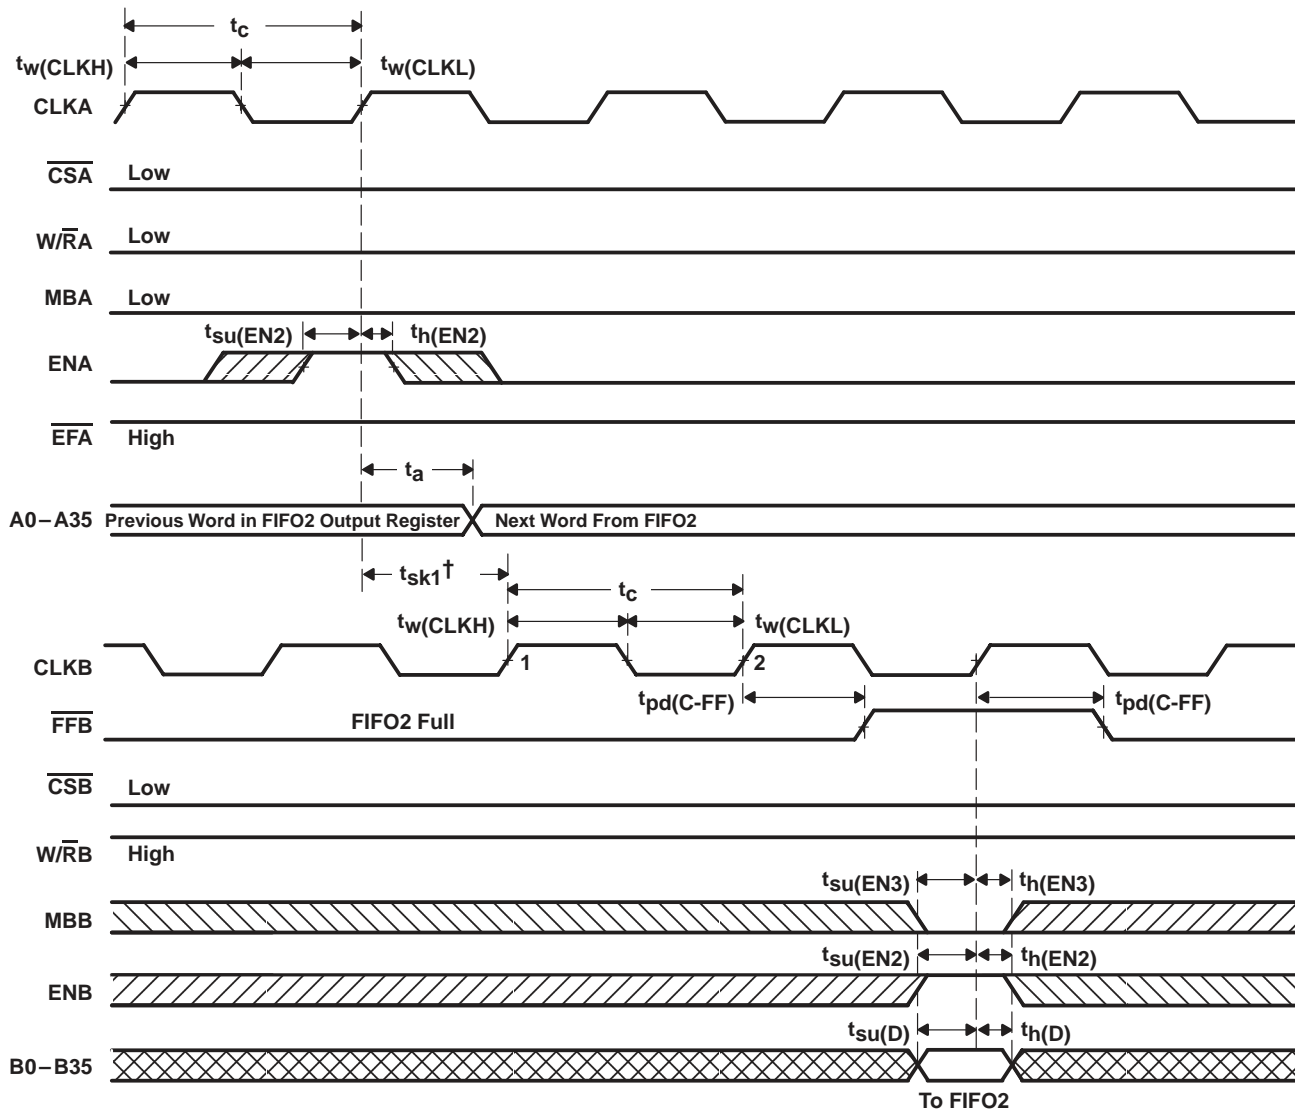 tc
tw(CLKH) tw(CLKL)
CLKA
CSA Low
W/RA Low
MBA Low
tsu(EN2) th(EN2)
ENA
EFA High
ta
A0–A35 Previous Word in FIFO2 Output Register Next Word From FIFO2
tsk1†
tc
tw(CLKH) tw(CLKL)
CLKB 1 2
tpd(C-FF) tpd(C-FF)
FFB FIFO2 Full
CSB Low
W/RB High
tsu(EN3) th(EN3)
MBB
tsu(EN2) th(EN2)
ENB
tsu(D) th(D)
B0–B35
To FIFO2